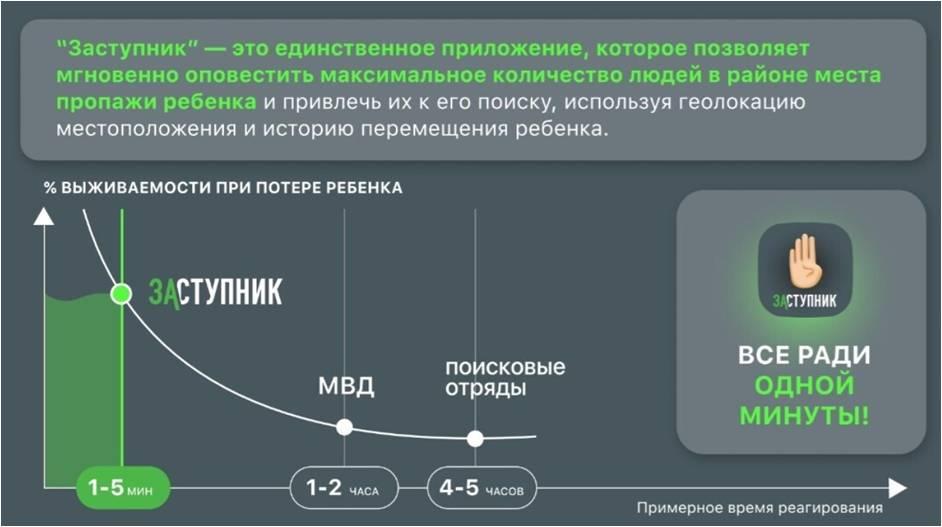 “Заступник” — это единственное приложение, которое позволяет
мгновенно оповестить максимальное количество людей в районе места
пропажи ребенка и привлечь их к его поиску, используя геолокацию
местоположения и историю перемещения ребенка.
% ВЫЖИВАЕМОСТИ ПРИ ПОТЕРЕ РЕБЕНКА
ЗАСТУПНИК
МВД
поисковые
отряды
1-5 МИН
1-2 ЧАСА
4-5 ЧАСОВ
Примерное время реагирования
ЗАСТУПНИК
ВСЕ РАДИ
ОДНОЙ
МИНУТЫ!